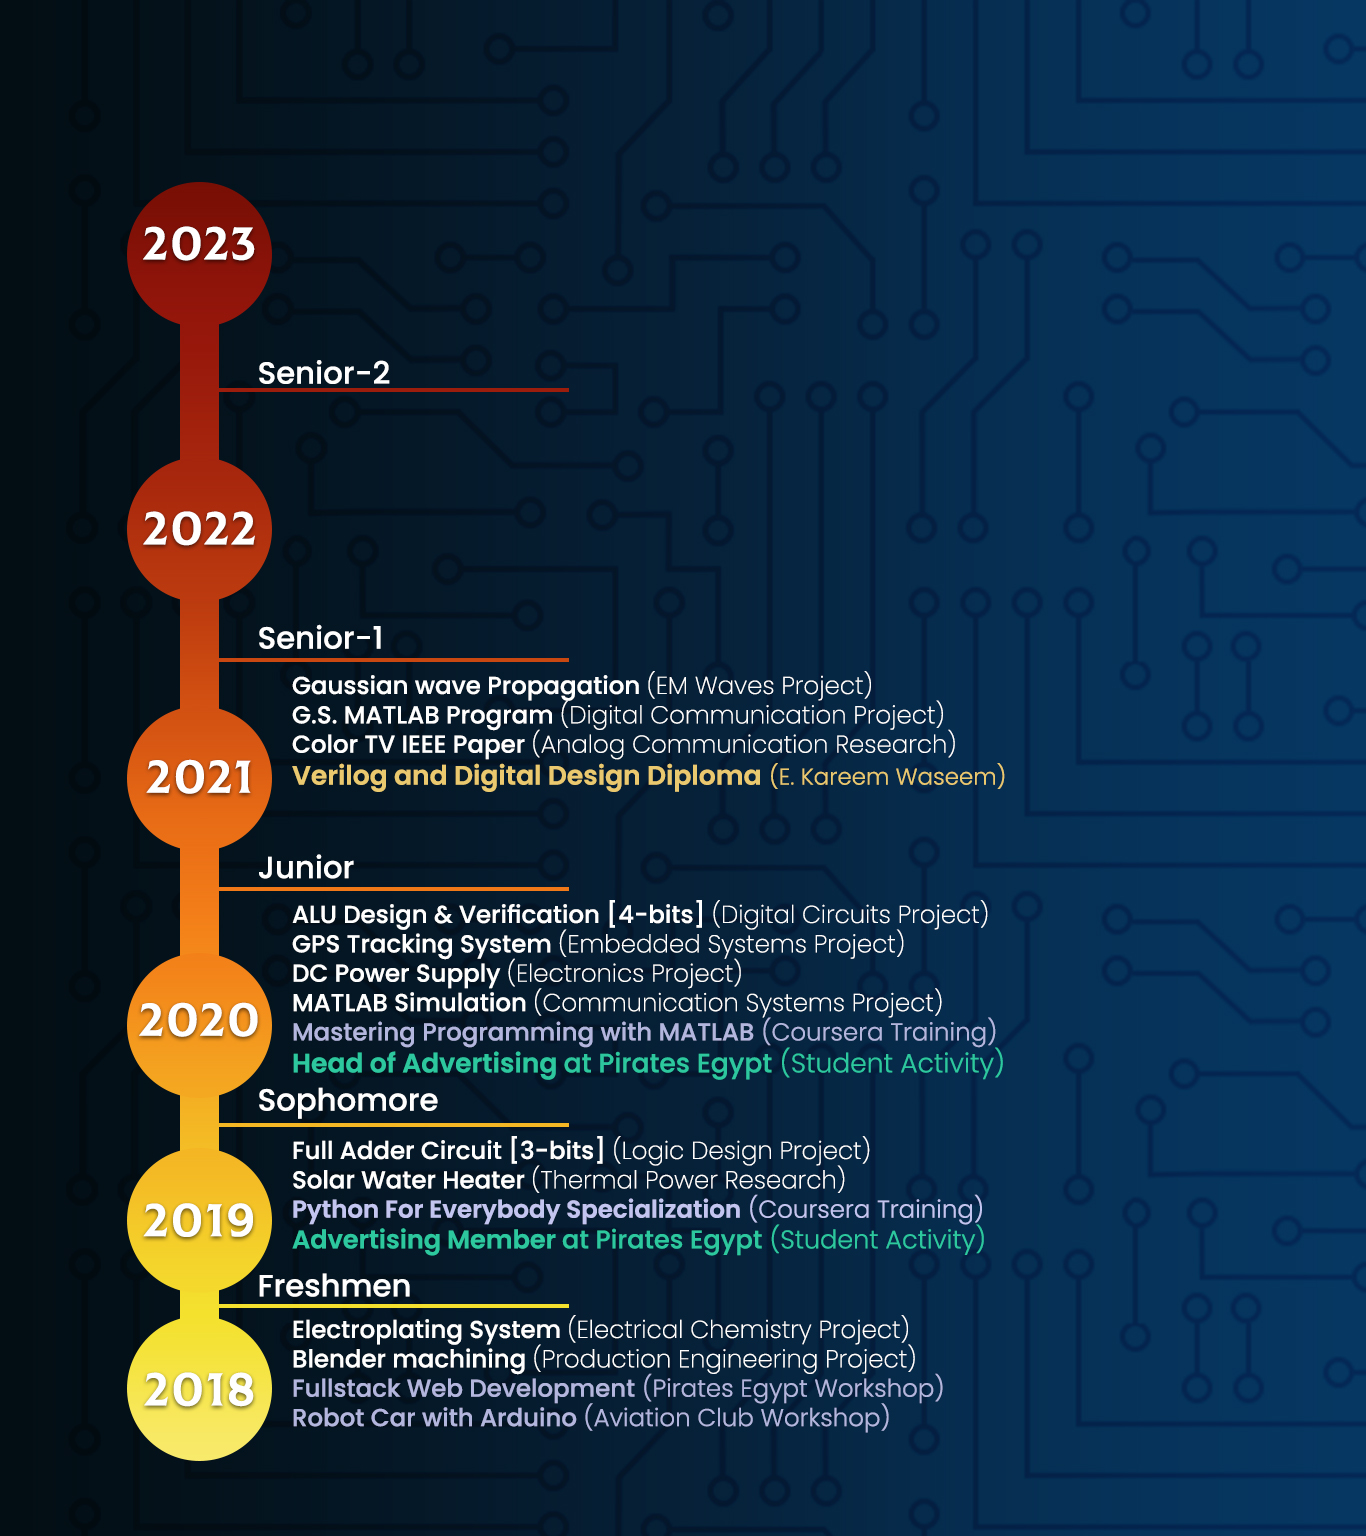 2023
Senior-2
2022
Senior-1
Gaussian wave Propagation (EM Waves Project)
G.S. MATLAB Program (Digital Communication Project)
Color TV IEEE Paper (Analog Communication Research)
Verilog and Digital Design Diploma (E. Kareem Waseem)
2021
Junior
ALU Design & Verification [4-bits] (Digital Circuits Project)
GPS Tracking System (Embedded Systems Project)
DC Power Supply (Electronics Project)
MATLAB Simulation (Communication Systems Project)
Mastering Programming with MATLAB (Coursera Training)
Head of Advertising at Pirates Egypt (Student Activity)
2020
Sophomore
Full Adder Circuit [3-bits] (Logic Design Project)
Solar Water Heater (Thermal Power Research)
Python For Everybody Specialization (Coursera Training)
Advertising Member at Pirates Egypt (Student Activity)
2019
Freshmen
Electroplating System (Electrical Chemistry Project)
Blender machining (Production Engineering Project)
Fullstack Web Development (Pirates Egypt Workshop)
Robot Car with Arduino (Aviation Club Workshop)
2018